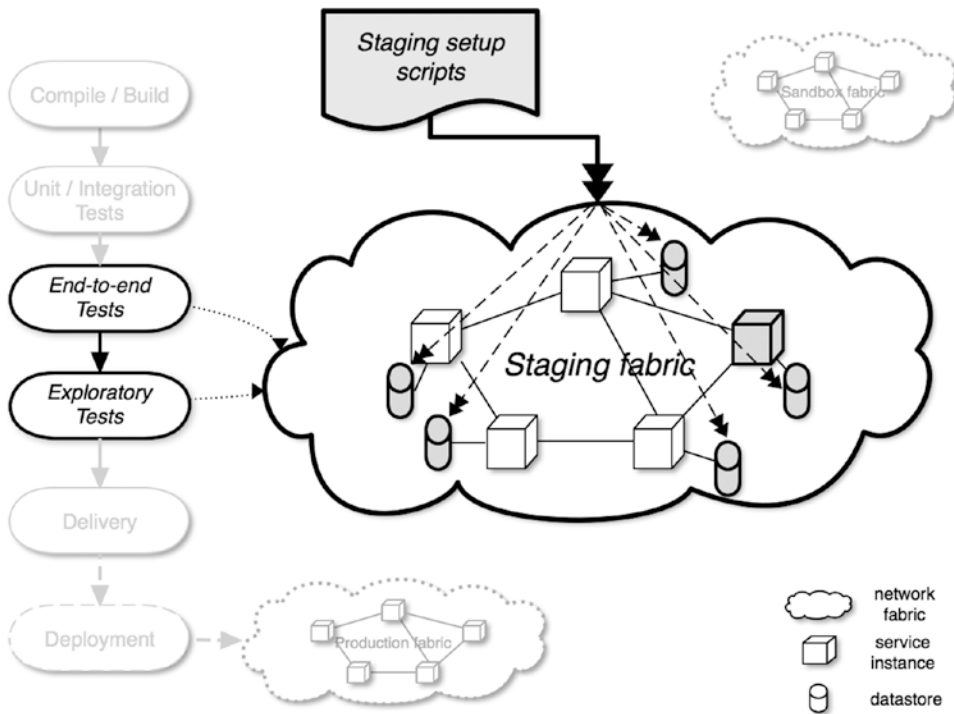 Staging setup
scripts
Compile / Build
Unit / Integration
Tests
End-to-end
Tests
Exploratory
Tests
Delivery
Deployment
Sandbox fabric
Staging fabric
Production fabric
network
fabric
service
instance
datastore